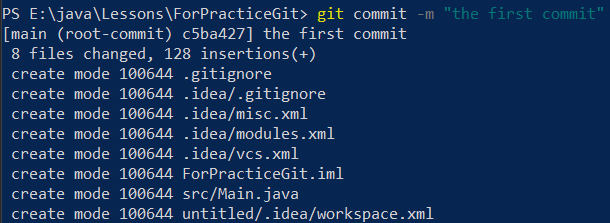 PS E:\java\Lessons\ForPracticeGit> git commit -m "the first commit"
[main (root-commit) c5ba427] the first commit
 8 files changed, 128 insertions(+)
 create mode 100644 .gitignore
 create mode 100644 .idea/.gitignore
 create mode 100644 .idea/misc.xml
 create mode 100644 .idea/modules.xml
 create mode 100644 .idea/vcs.xml
 create mode 100644 ForPracticeGit.iml
 create mode 100644 src/Main.java
 create mode 100644 untitled/.idea/workspace.xml